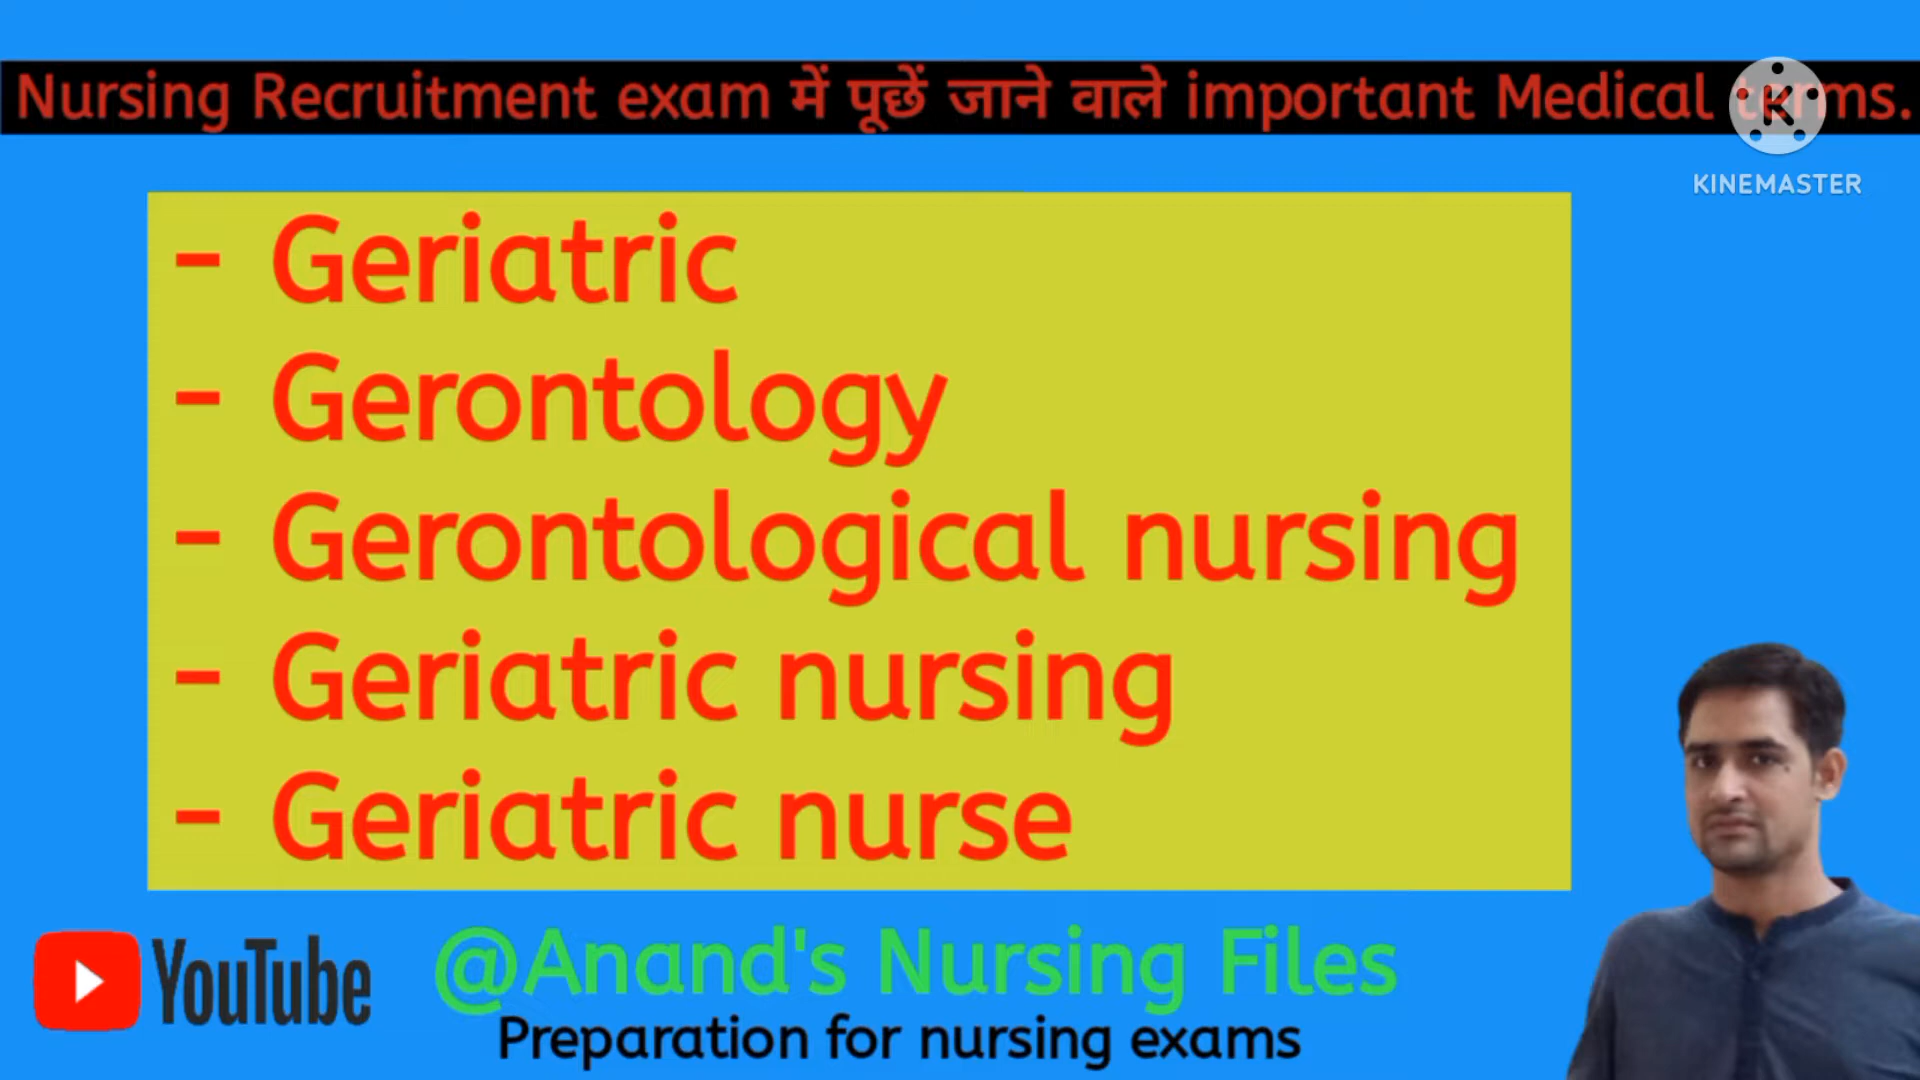 Nursing Recruitment exam में पूछें जाने वाले important Medical terms.
KINEMASTER
- Geriatric
- Gerontology
- Gerontological nursing
- Geriatric nursing
- Geriatric nurse
YouTube
@Anand's Nursing Files
Preparation for nursing exams